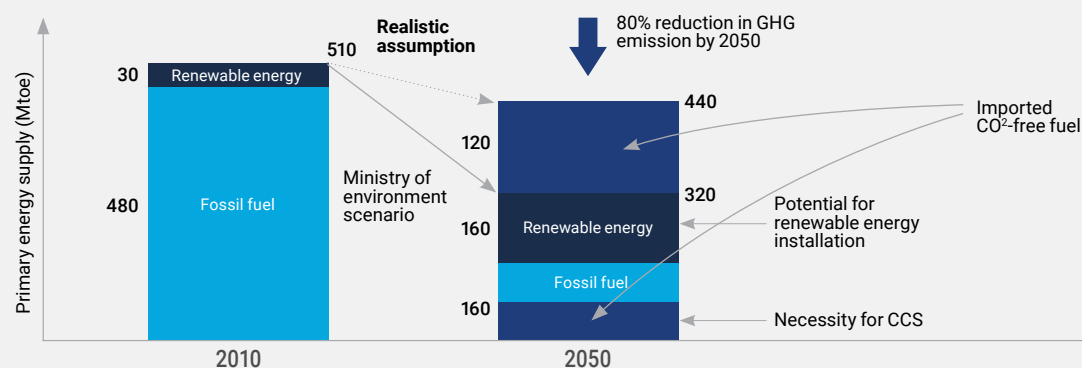 Primary energy supply (Mtoe)
30
480
Renewable energy
Fossil fuel
510
2010
Realistic
assumption
Ministry of
environment
scenario
80% reduction in GHG
emission by 2050
120
160
160
440
320
Renewable energy
Fossil fuel
2050
Imported
CO²-free fuel
Potential for
renewable energy
installation
Necessity for CCS